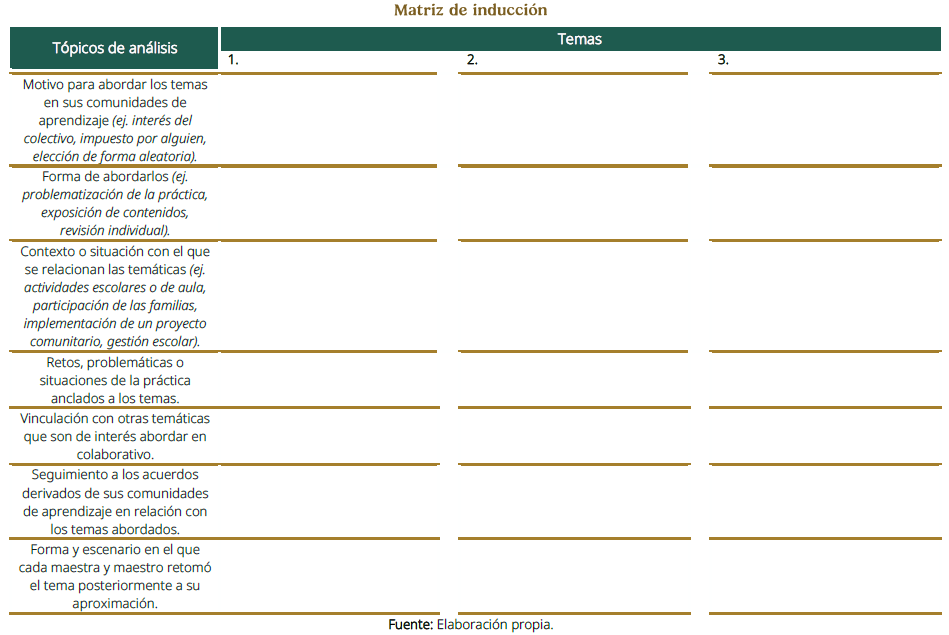 Matriz de inducción
Tópicos de análisis
Temas
1.
2.
3.
Motivo para abordar los temas
en sus comunidades de
aprendizaje (ej. interés del
colectivo, impuesto por alguien,
elección de forma aleatoria).
Forma de abordarlos (ej.
problematización de la práctica,
exposición de contenidos,
revisión individual).
Contexto o situación con el que
se relacionan las temáticas (ej.
actividades escolares o de aula,
participación de las familias,
implementación de un proyecto
comunitario, gestión escolar).
Retos, problemáticas o
situaciones de la práctica
anclados a los temas.
Vinculación con otras temáticas
que son de interés abordar en
colaborativo.
Seguimiento a los acuerdos
derivados de sus comunidades
de aprendizaje en relación con
los temas abordados.
Forma y escenario en el que
cada maestra y maestro retomó
el tema posteriormente a su
aproximación.
Fuente: Elaboración propia.